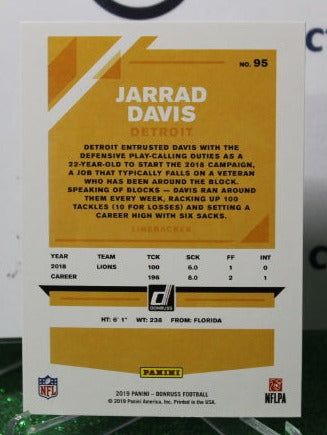 NO. 95
JARRAD
DAVIS
DETROIT
DETROIT ENTRUSTED DAVIS WITH THE
DEFENSIVE PLAY-CALLING DUTIES AS A
22-YEAR-OLD TO START THE 2018 CAMPAIGN,
A JOB THAT TYPICALLY FALLS ON A VETERAN
WHO HAS BEEN AROUND THE BLOCK.
SPEAKING OF BLOCKS — DAVIS RAN AROUND
THEM EVERY WEEK, RACKING UP 100
TACKLES (10 FOR LOSSES) AND SETTING A
CAREER HIGH WITH SIX SACKS.
LINEBACKER
YEAR TEAM TCK SCK FF INT
2018 LIONS 100 6.0 1 0
CAREER 196 8.0 2 1
D
DONRUSS
HT: 6' 1" WT: 238 FROM: FLORIDA
PANINI
NFL
NFLPA
2019 PANINI – DONRUSS FOOTBALL
© 2019 Panini America, Inc. Printed in the USA.